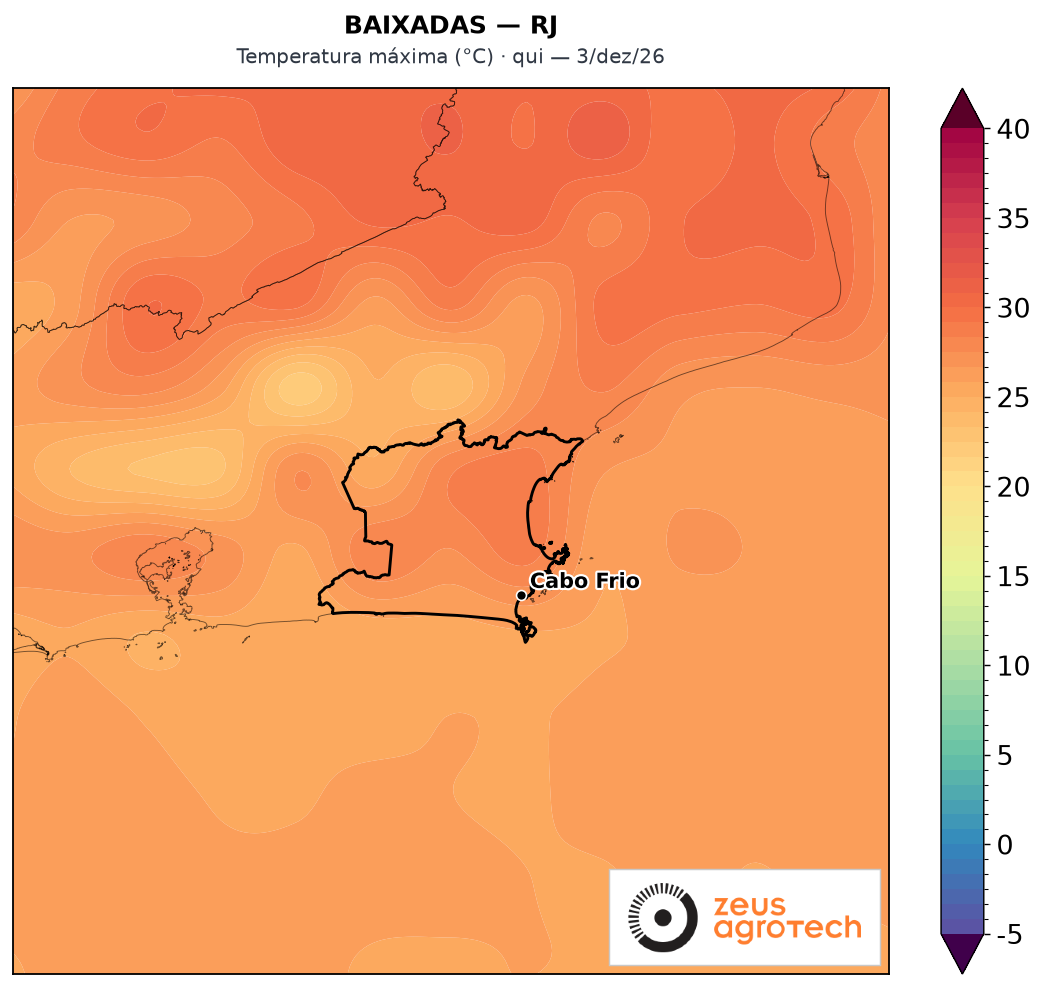 BAIXADAS — RJ
Temperatura máxima (°C) · qui — 3/dez/26
40
35
30
25
20
15
10
5
0
-5
Cabo Frio
zeus
agrotech